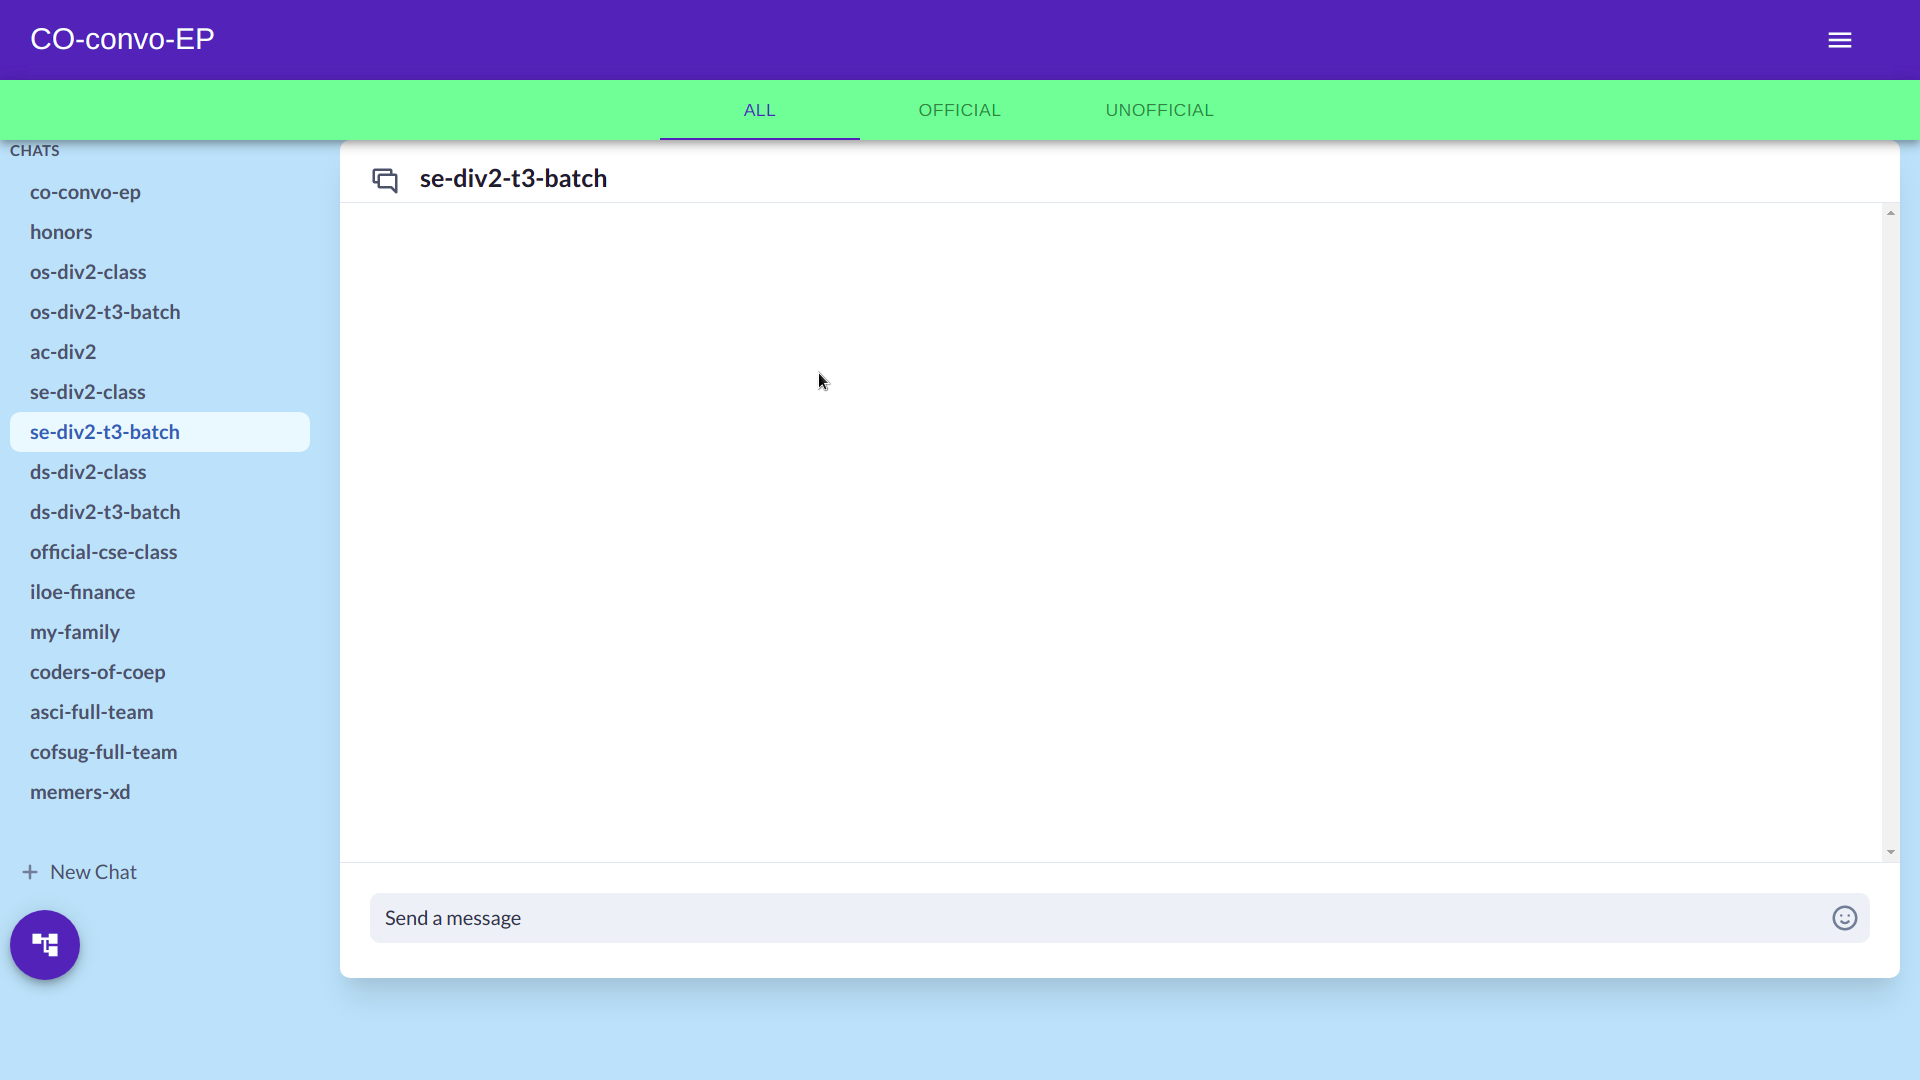 CO-convo-EP
ALL
OFFICIAL
UNOFFICIAL
CHATS
co-convo-ep
honors
os-div2-class
os-div2-t3-batch
ac-div2
se-div2-class
se-div2-t3-batch
ds-div2-class
ds-div2-t3-batch
official-cse-class
iloe-finance
my-family
coders-of-coep
asci-full-team
cofsug-full-team
memers-xd
New Chat
se-div2-t3-batch
Send a message